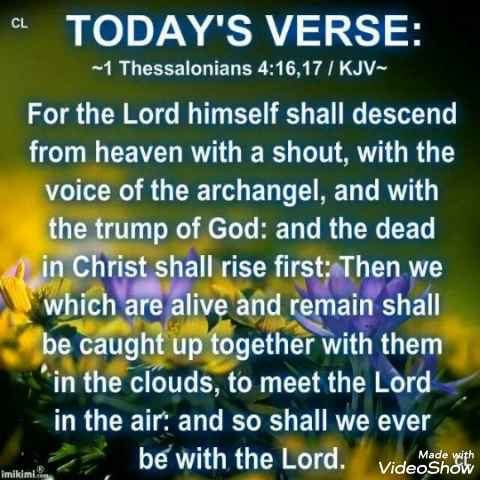 CL
TODAY'S VERSE:
~1 Thessalonians 4:16,17 / KJV~
For the Lord himself shall descend
from heaven with a shout, with the
voice of the archangel, and with
the trump of God: and the dead
in Christ shall rise first: Then we
which are alive and remain shall
be caught up together with them
in the clouds, to meet the Lord
in the air: and so shall we ever
be with the Lord.
Made with
VideoShow
imikimi